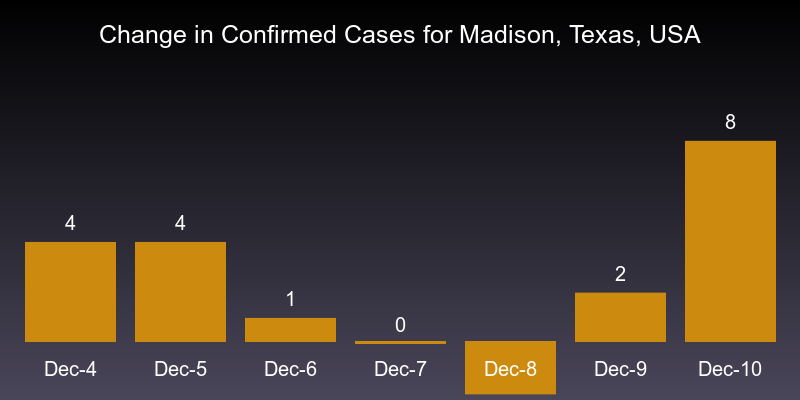 Change in Confirmed Cases for Madison, Texas, USA
4 4 1 0 2 8
Dec-4 Dec-5 Dec-6 Dec-7 Dec-8 Dec-9 Dec-10